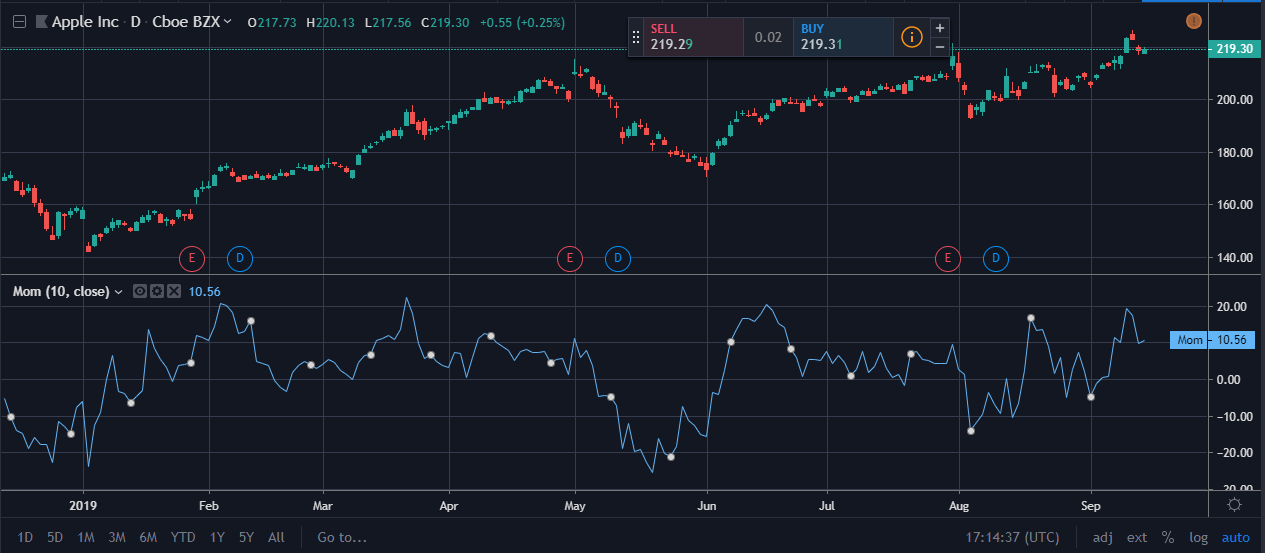 Apple Inc · D · Cboe BZX O217.73 H220.13 L217.56 C219.30 +0.55 (+0.25%)
SELL
219.29
0.02
BUY
219.31
i
+
−
!
219.30
200.00
180.00
160.00
140.00
E D E D E D
Mom (10, close) 10.56
20.00
Mom 10.56
0.00
−10.00
−20.00
2019 Feb Mar Apr May Jun Jul Aug Sep
1D 5D 1M 3M 6M YTD 1Y 5Y All Go to... 17:14:37 (UTC) adj ext % log auto